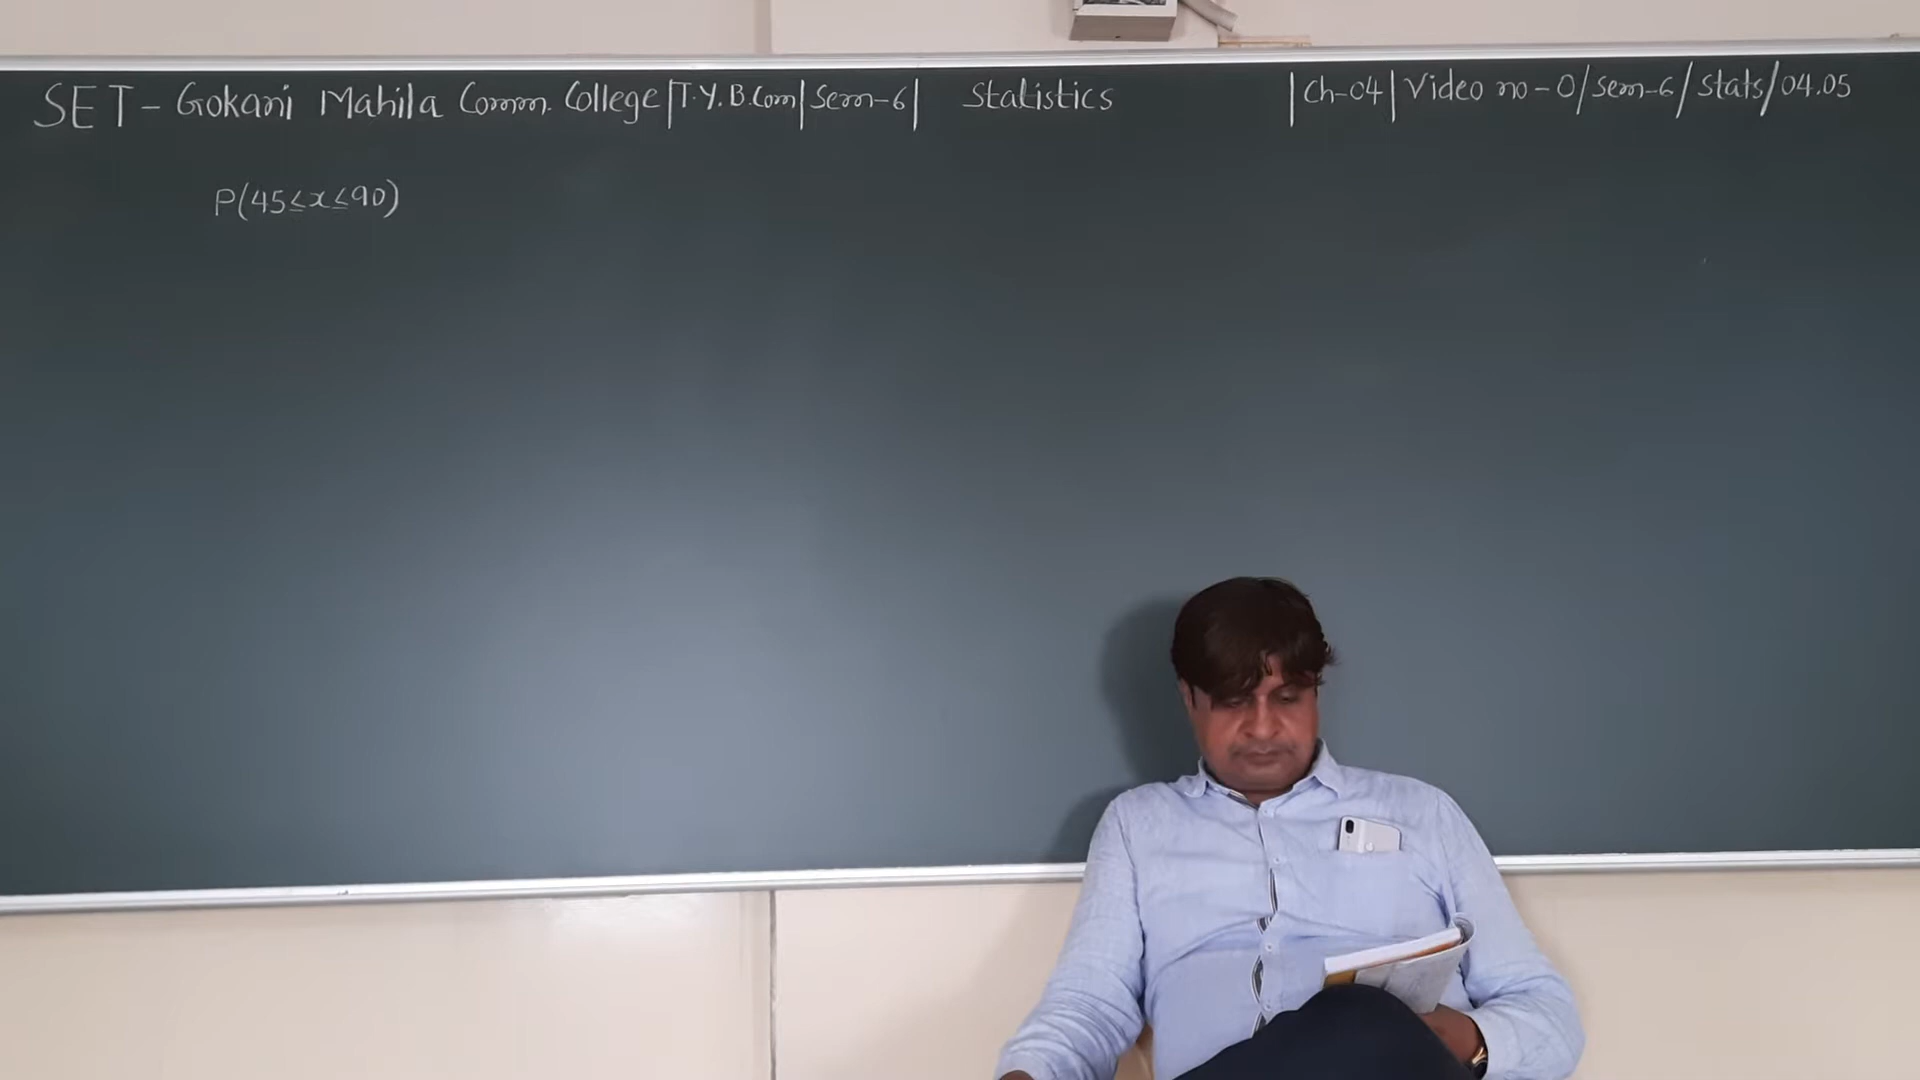 SET - Gokani Mahila Comm. College|T.Y.B.Com|Sem-6| Statistics |Ch-04|Video no-0/sem-6/stats/04.05
P(45≤x≤90)